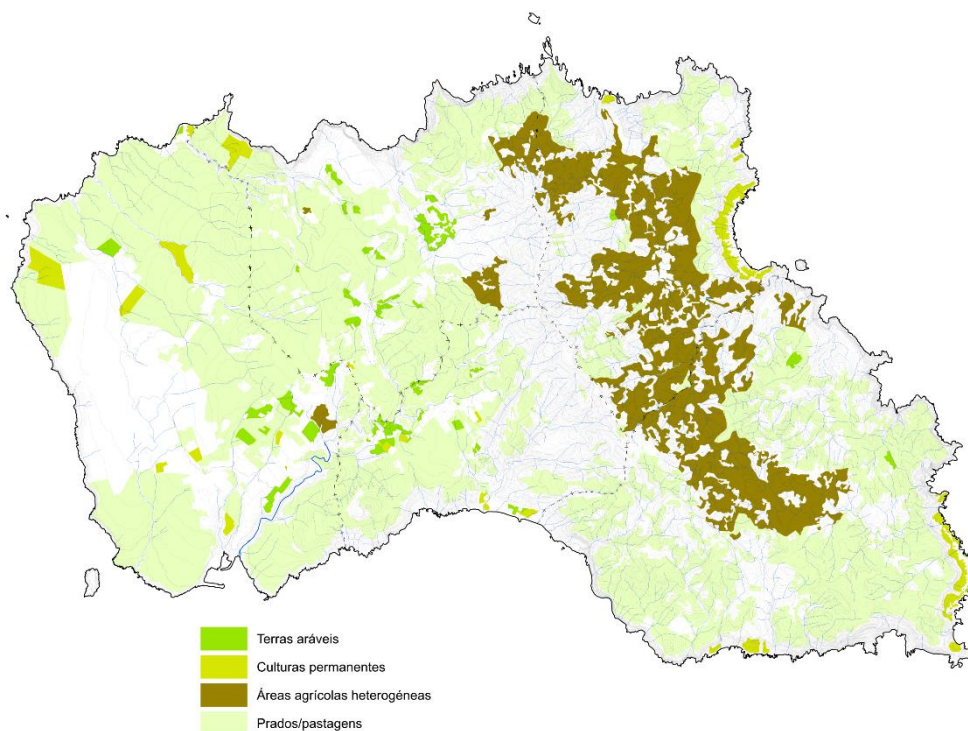 Terras aráveis
Culturas permanentes
Áreas agrícolas heterogéneas
Prados/pastagens